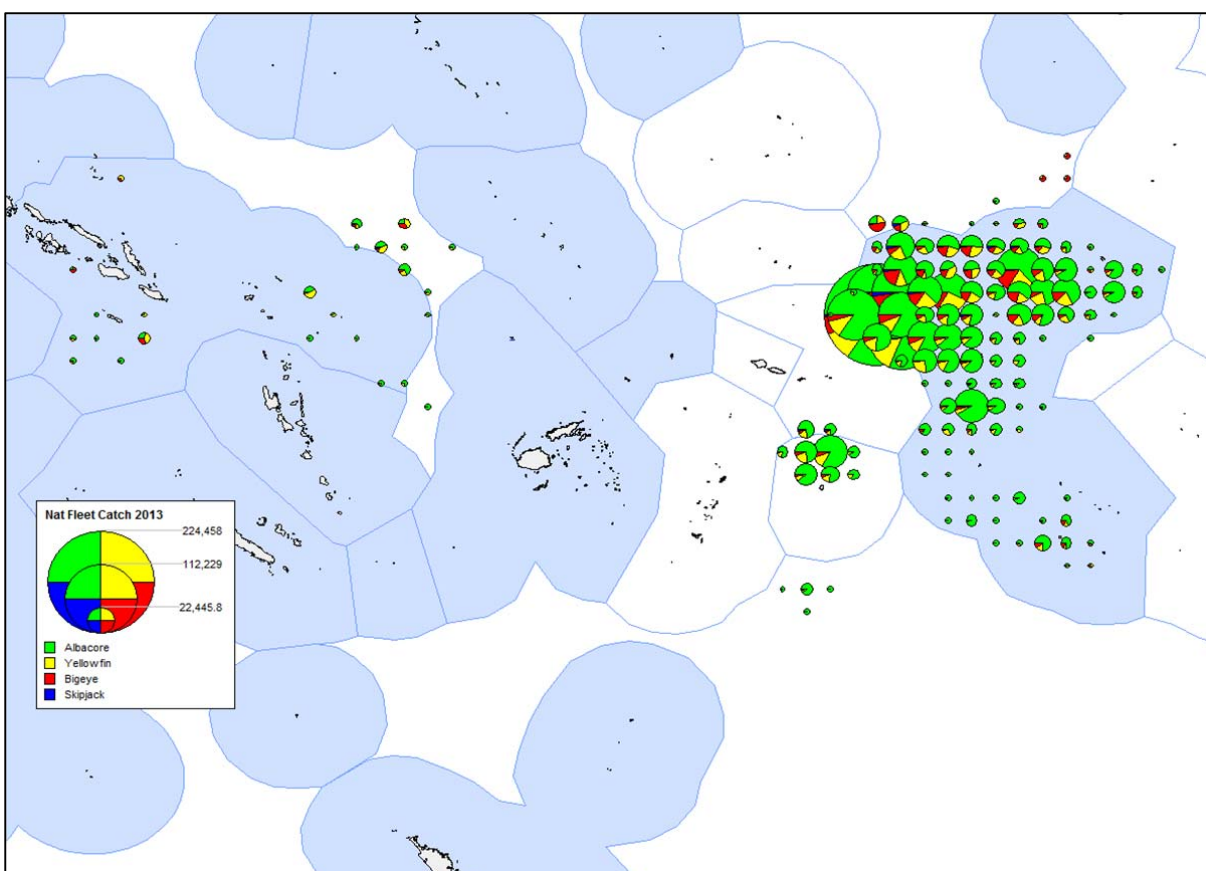 Nat Fleet Catch 2013
224,458
112,229
22,445.8
Albacore
Yellowfin
Bigeye
Skipjack